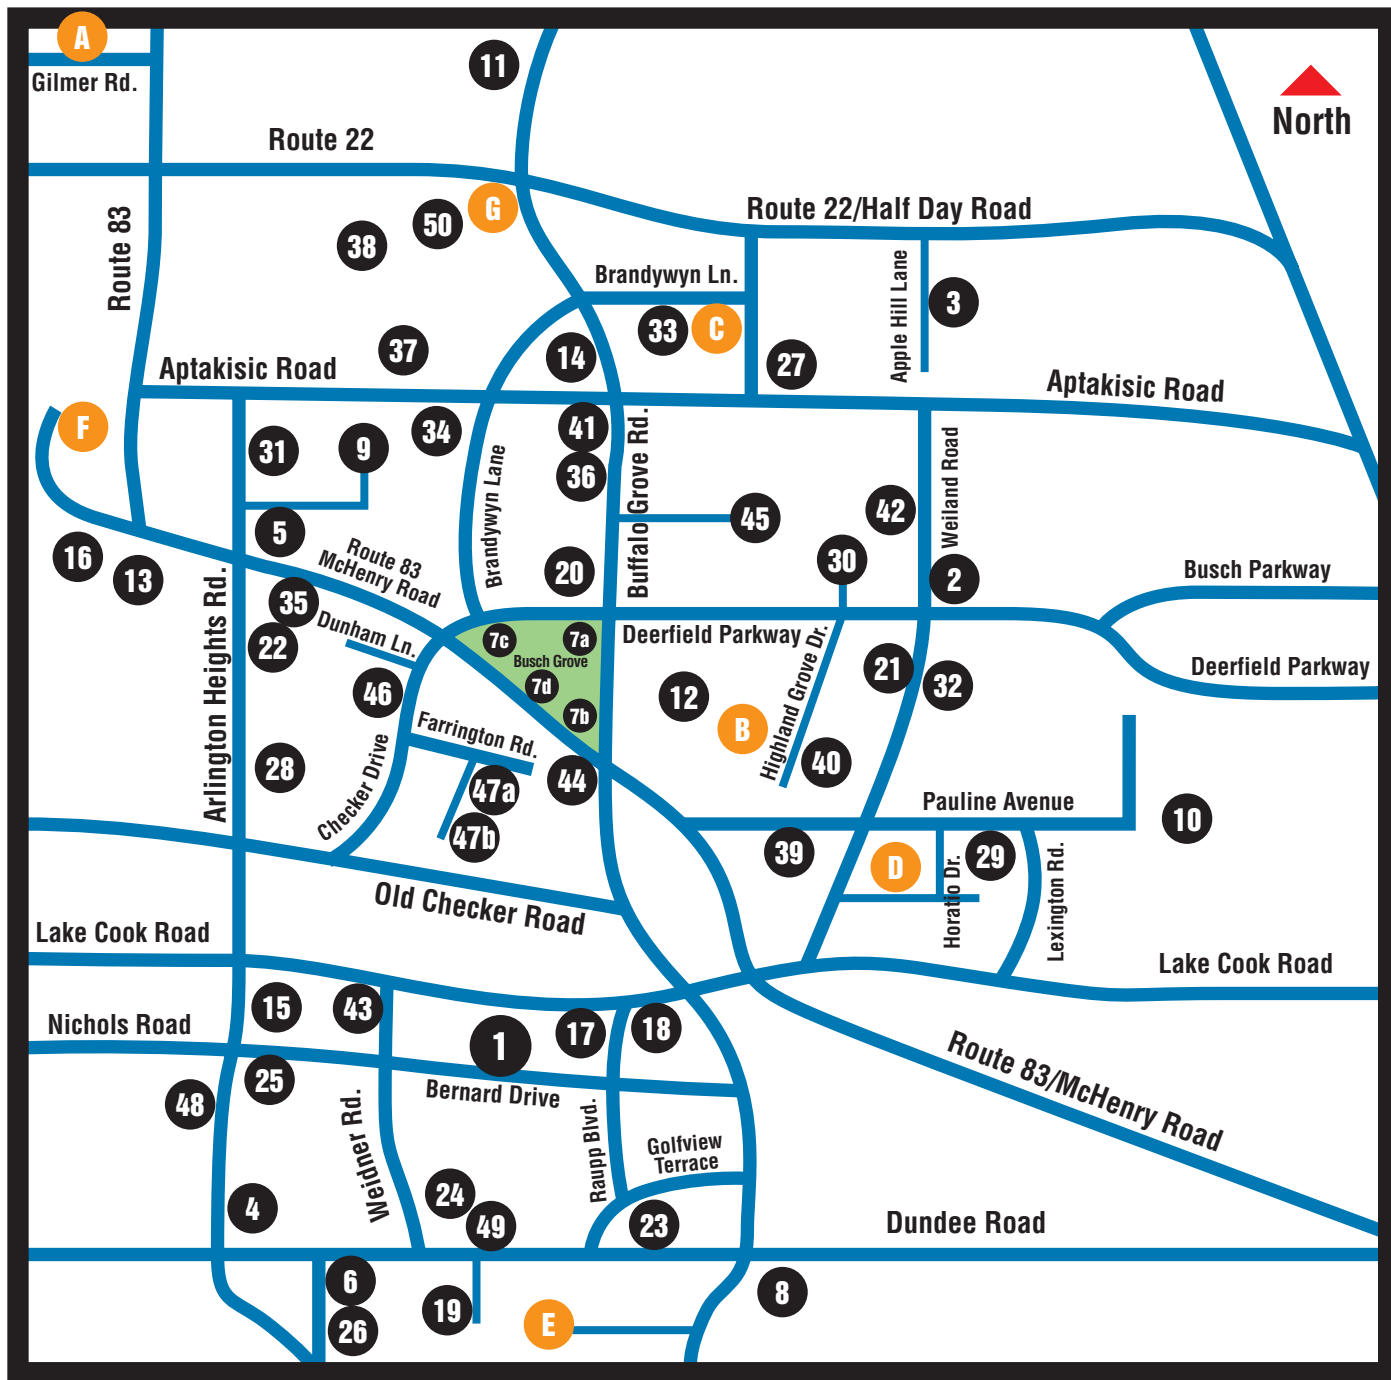 A
Gilmer Rd.
11
North
Route 22
Route 83
38
50
G
Route 22/Half Day Road
Brandywyn Ln.
33
C
Apple Hill Lane
3
37
14
27
Aptakisic Road
Aptakisic Road
F
31
9
34
41
36
Buffalo Grove Rd.
Brandywyn Lane
45
42
Weiland Road
5
16
13
Route 83
McHenry Road
20
30
2
Busch Parkway
35
Dunham Ln.
22
Arlington Heights Rd.
7c
7a
Busch Grove
7d
7b
Deerfield Parkway
Highland Grove Dr.
21
32
Deerfield Parkway
46
12
B
Farrington Rd.
28
Checker Drive
47a
44
40
47b
Pauline Avenue
10
39
D
29
Horatio Dr.
Lexington Rd.
Old Checker Road
Lake Cook Road
Lake Cook Road
15
43
Nichols Road
1
17
18
25
Bernard Drive
48
Weidner Rd.
Raupp Blvd.
Golfview
Terrace
Route 83/McHenry Road
4
24
49
23
Dundee Road
6
26
19
E
8